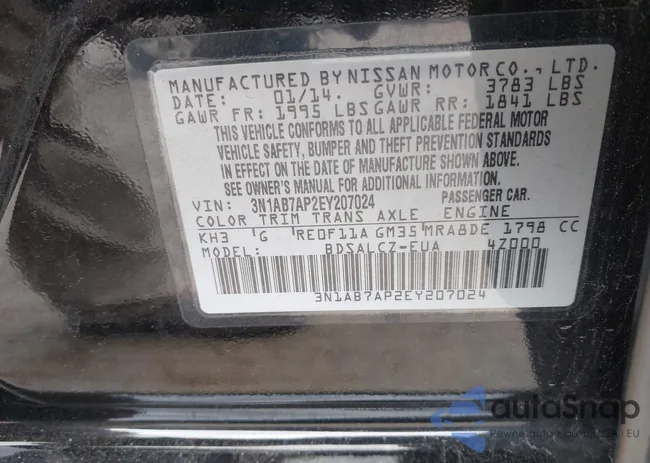 MANUFACTURED BY NISSAN MOTOR CO., LTD.
DATE: 01/14. GVWR: 3783 LBS
GAWR FR: 1995 LBS GAWR RR: 1841 LBS
THIS VEHICLE CONFORMS TO ALL APPLICABLE FEDERAL MOTOR
VEHICLE SAFETY, BUMPER AND THEFT PREVENTION STANDARDS
IN EFFECT ON THE DATE OF MANUFACTURE SHOWN ABOVE.
SEE OWNER'S MANUAL FOR ADDITIONAL INFORMATION.
VIN: 3N1AB7AP2EY207024 PASSENGER CAR.
COLOR TRIM TRANS AXLE ENGINE
KH3 G RE0F11A GM35 MRA8DE 1798 CC
MODEL: BDSALCZ-EUA 4Z000
3N1AB7AP2EY207024
autaSnap